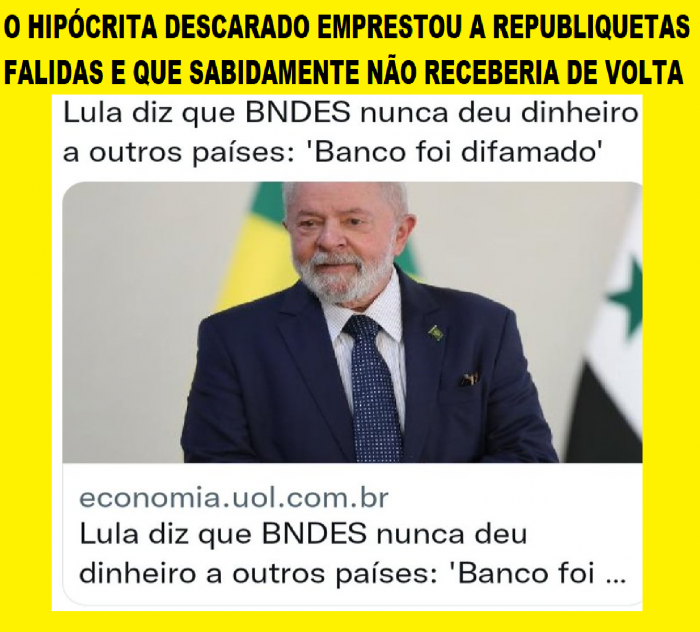 O HIPÓCRITA DESCARADO EMPRESTOU A REPUBLIQUETAS
FALIDAS E QUE SABIDAMENTE NÃO RECEBERIA DE VOLTA
Lula diz que BNDES nunca deu dinheiro
a outros países: 'Banco foi difamado'
economia.uol.com.br
Lula diz que BNDES nunca deu
dinheiro a outros países: 'Banco foi ...